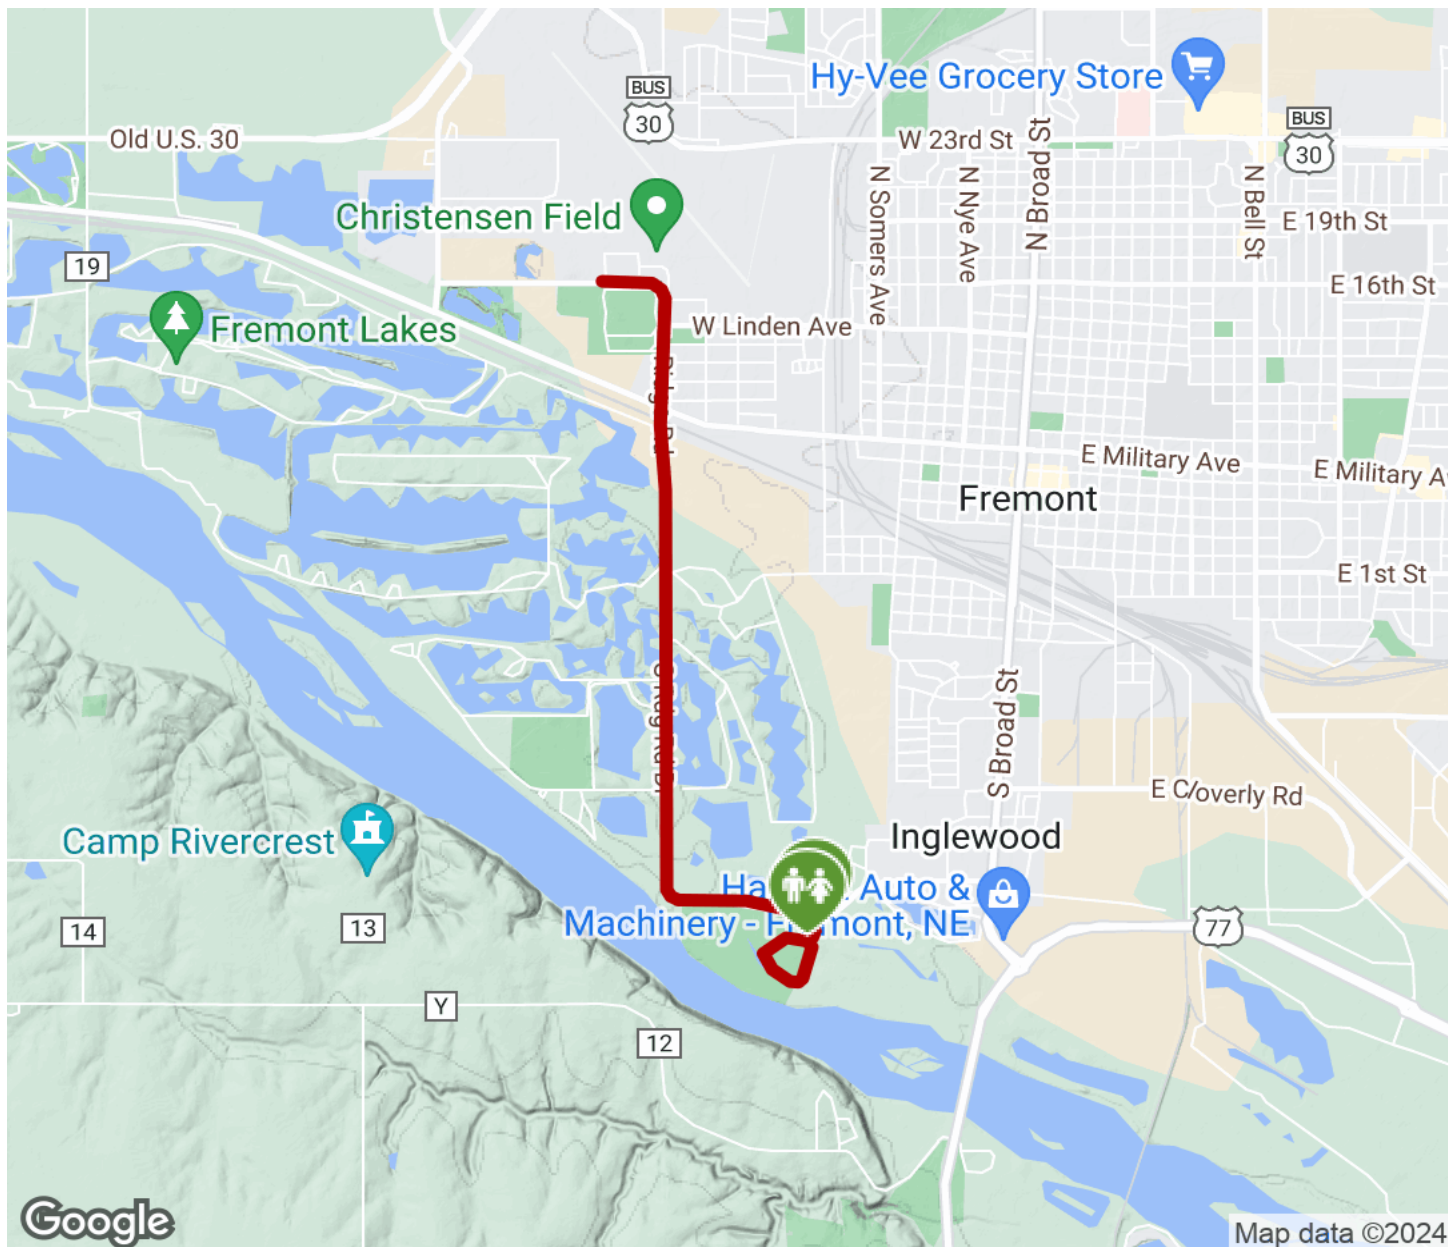 Hy-Vee Grocery Store
BUS
30
BUS
30
Old U.S. 30
W 23rd St
N Broad St
N Somers Ave
N Nye Ave
N Bell St
Christensen Field
E 19th St
19
E 16th St
Fremont Lakes
W Linden Ave
E Military Ave
E Military Av
Fremont
E 1st St
S Broad St
E Cloverly Rd
Camp Rivercrest
Inglewood
Auto &
Machinery - Fremont, NE
14
13
77
Y
12
Google
Map data ©2024